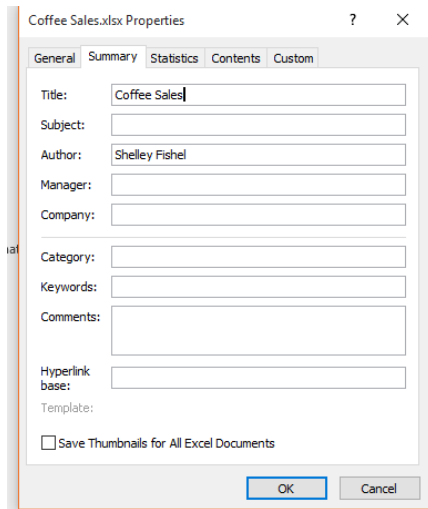 Coffee Sales.xlsx Properties ? ✕
General Summary Statistics Contents Custom
Title: Coffee Sales
Subject:
Author: Shelley Fishel
Manager:
Company:
Category:
Keywords:
Comments:
Hyperlink
base:
Template:
Save Thumbnails for All Excel Documents
OK Cancel